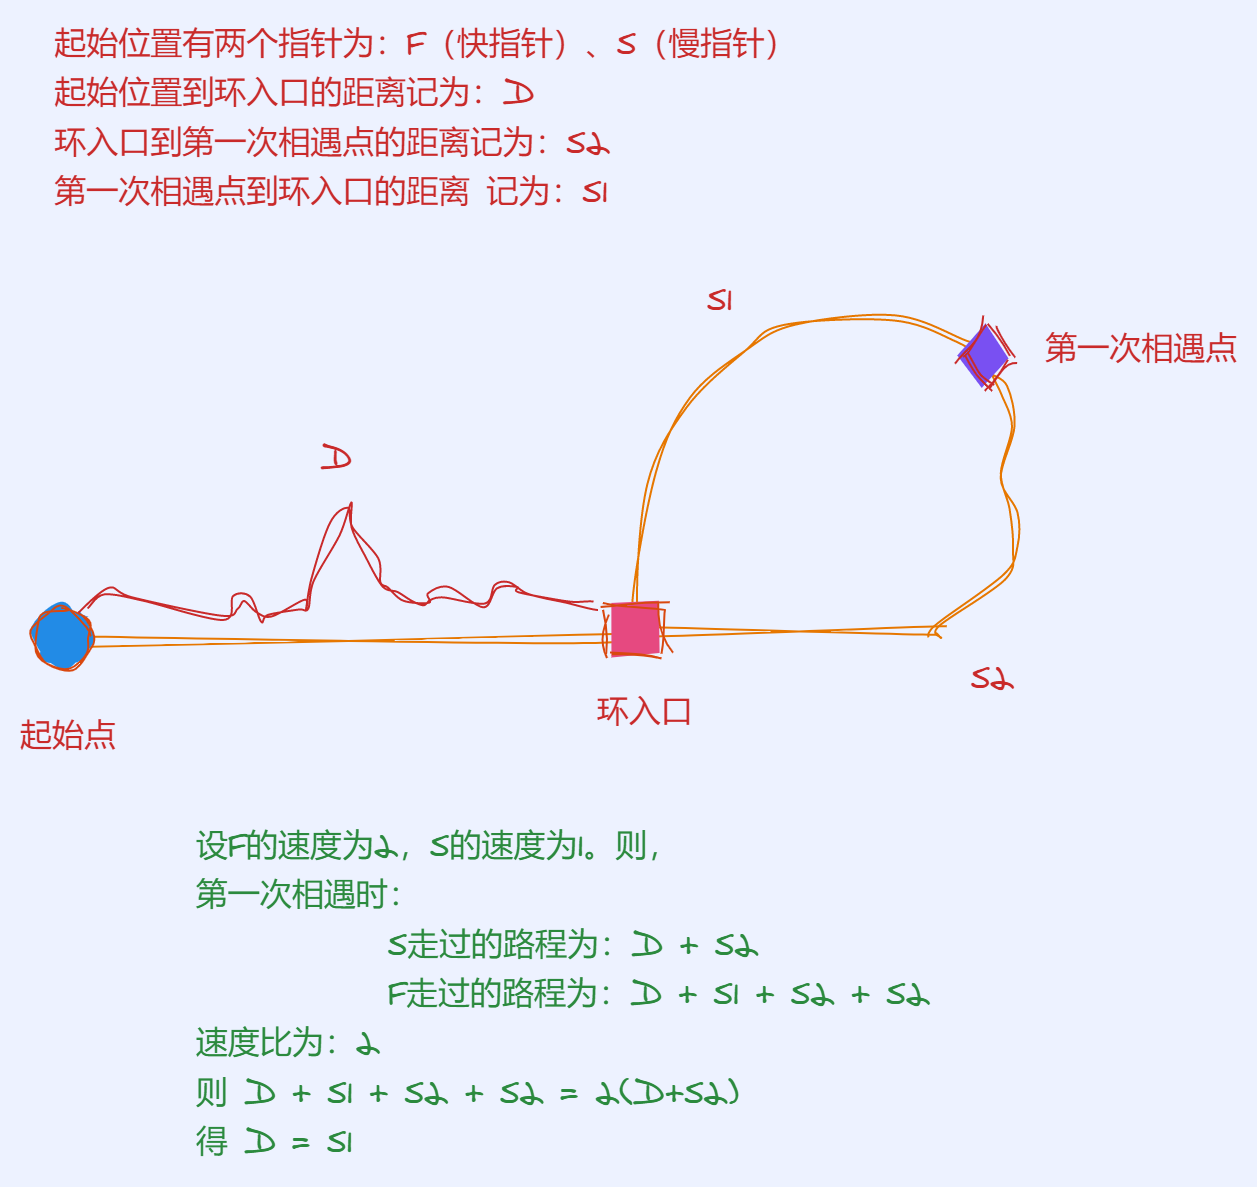 起始位置有两个指针为：F（快指针）、S（慢指针）
起始位置到环入口的距离记为：D
环入口到第一次相遇点的距离记为：S2
第一次相遇点到环入口的距离 记为：S1
S1
第一次相遇点
D
S2
环入口
起始点
设F的速度为2，S的速度为1。则，
第一次相遇时：
S走过的路程为：D + S2
F走过的路程为：D + S1 + S2 + S2
速度比为：2
则 D + S1 + S2 + S2 = 2(D+S2)
得 D = S1